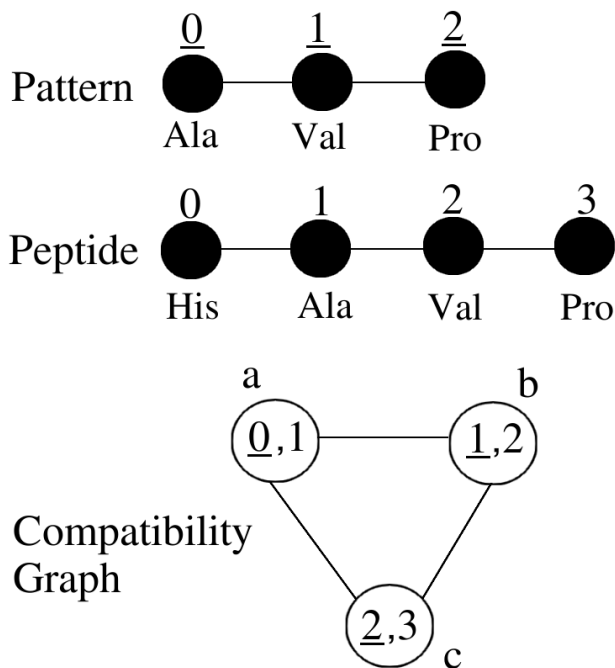 0 1 2
Pattern
Ala Val Pro
0 1 2 3
Peptide
His Ala Val Pro
a b
0,1 1,2
Compatibility
Graph
2,3
c